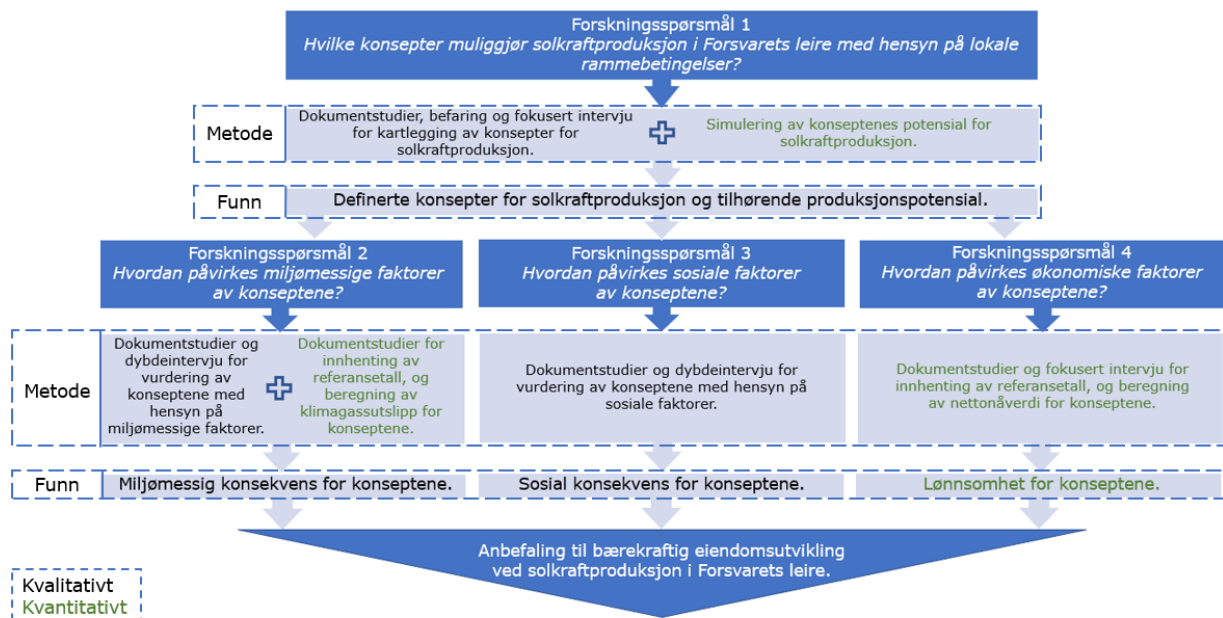 Forskningsspørsmål 1
Hvilke konsepter muliggjør solkraftproduksjon i Forsvarets leire med hensyn på lokale
rammebetingelser?
Metode
Dokumentstudier, befaring og fokusert intervju
for kartlegging av konsepter for
solkraftproduksjon.
Simulering av konseptenes potensial for
solkraftproduksjon.
Funn
Definerte konsepter for solkraftproduksjon og tilhørende produksjonspotensial.
Forskningsspørsmål 2
Hvordan påvirkes miljømessige faktorer
av konseptene?
Forskningsspørsmål 3
Hvordan påvirkes sosiale faktorer
av konseptene?
Forskningsspørsmål 4
Hvordan påvirkes økonomiske faktorer
av konseptene?
Metode
Dokumentstudier og
dybdeintervju for
vurdering av
konseptene med
hensyn på
miljømessige faktorer.
Dokumentstudier for
innhenting av
referansetall, og
beregning av
klimagassutslipp for
konseptene.
Dokumentstudier og dybdeintervju for
vurdering av konseptene med hensyn på
sosiale faktorer.
Dokumentstudier og fokusert intervju for
innhenting av referansetall, og beregning
av nettonåverdi for konseptene.
Funn
Miljømessig konsekvens for konseptene.
Sosial konsekvens for konseptene.
Lønnsomhet for konseptene.
Anbefaling til bærekraftig eiendomsutvikling
ved solkraftproduksjon i Forsvarets leire.
Kvalitativt
Kvantitativt